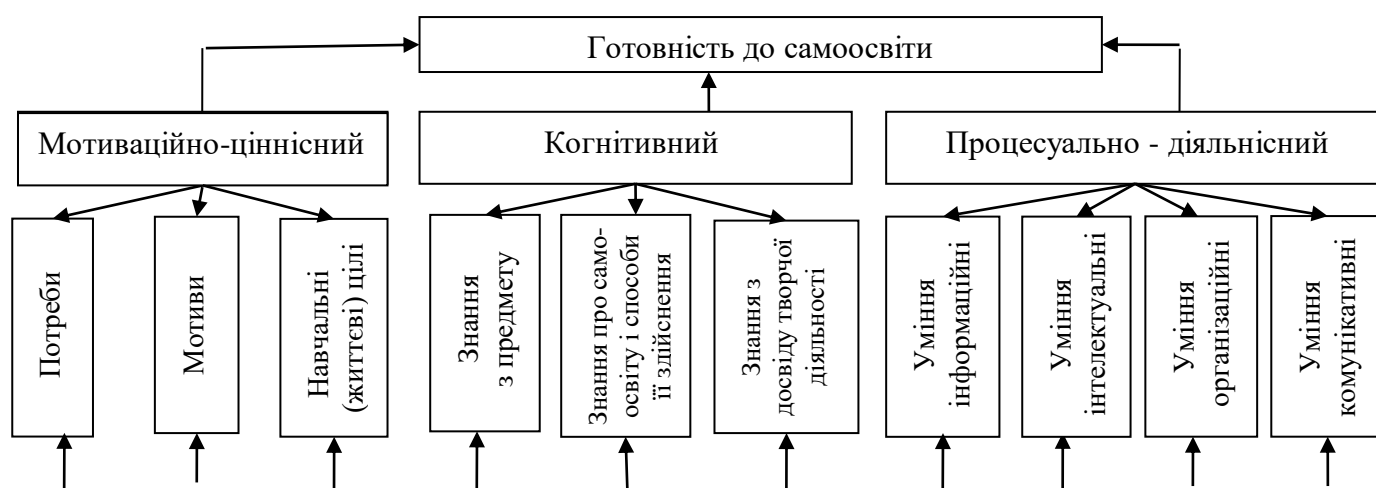 Готовність до самоосвіти
Мотиваційно-ціннісний
Когнітивний
Процесуально - діяльнісний
Потреби
Мотиви
Навчальні
(життєві) цілі
Знання
з предмету
Знання про само-
освіту і способи
її здійснення
Знання з
досвіду творчої
діяльності
Уміння
інформаційні
Уміння
інтелектуальні
Уміння
організаційні
Уміння
комунікативні